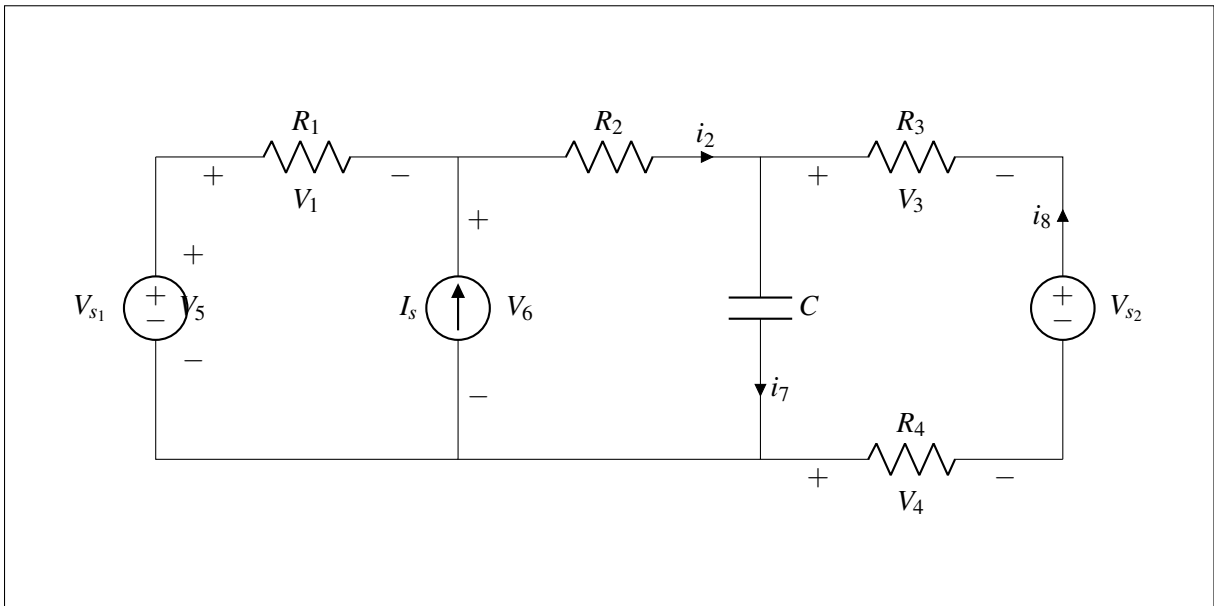 R1 R2 i2 R3
+ − + −
V1 V3
+ i8
+
Vs1 + − V5 Is V6 C + − Vs2
−
− i7
R4
+ −
V4